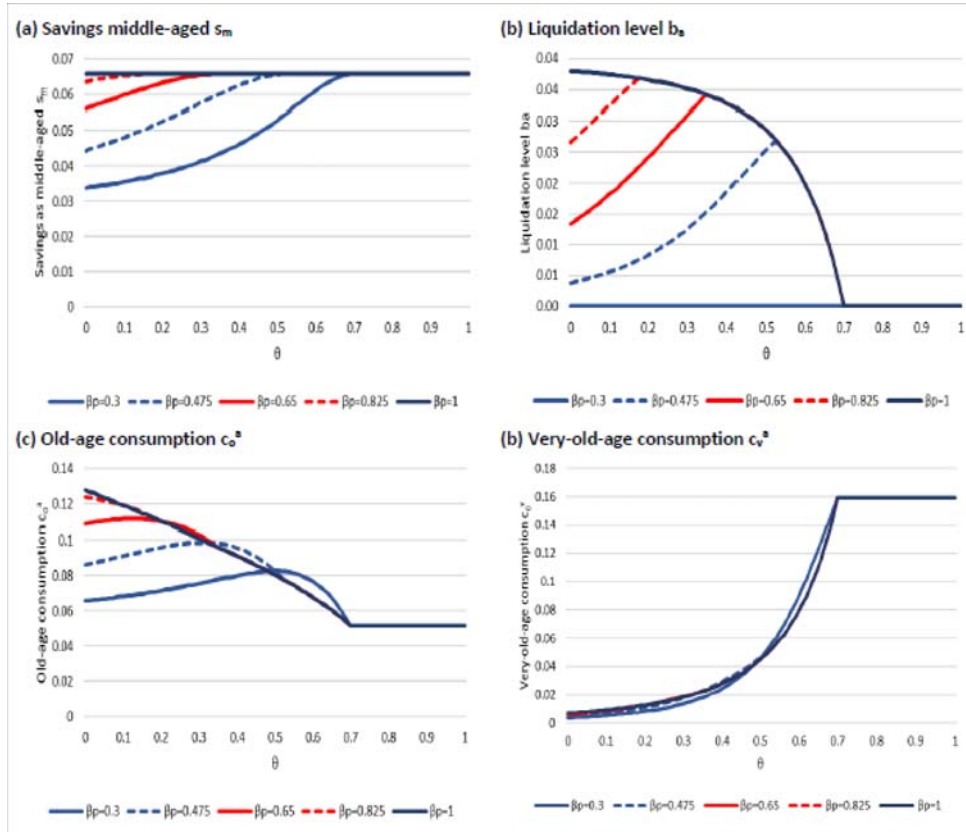 (a) Savings middle-aged sₘ
Savings as middle-aged sₘ
0.07
0.06
0.05
0.04
0.03
0.02
0.01
0
0 0.1 0.2 0.3 0.4 0.5 0.6 0.7 0.8 0.9 1
θ
βp=0.3 βp=0.475 βp=0.65 βp=0.825 βp=1
(b) Liquidation level bₐ
Liquidation level ba
0.04
0.04
0.03
0.03
0.02
0.02
0.01
0.01
0.00
0 0.1 0.2 0.3 0.4 0.5 0.6 0.7 0.8 0.9 1
θ
βp=0.3 βp=0.475 βp=0.65 βp=0.825 βp=1
(c) Old-age consumption cₒᵃ
Old-age consumption cₒˣ
0.14
0.12
0.1
0.08
0.06
0.04
0.02
0
0 0.1 0.2 0.3 0.4 0.5 0.6 0.7 0.8 0.9 1
θ
βp=0.3 βp=0.475 βp=0.65 βp=0.825 βp=1
(b) Very-old-age consumption cᵥᵃ
Very-old-age consumption cₒˣ
0.18
0.16
0.14
0.12
0.1
0.08
0.06
0.04
0.02
0
0 0.1 0.2 0.3 0.4 0.5 0.6 0.7 0.8 0.9 1
θ
βp=0.3 βp=0.475 βp=0.65 βp=0.825 βp=1